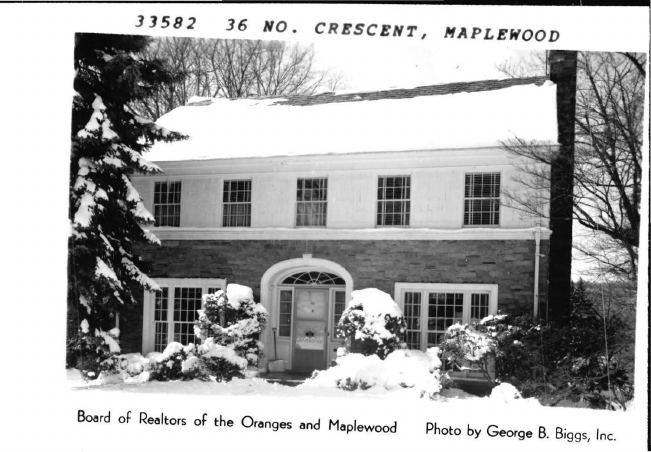 33582 36 NO. CRESCENT, MAPLEWOOD
Board of Realtors of the Oranges and Maplewood Photo by George B. Biggs, Inc.